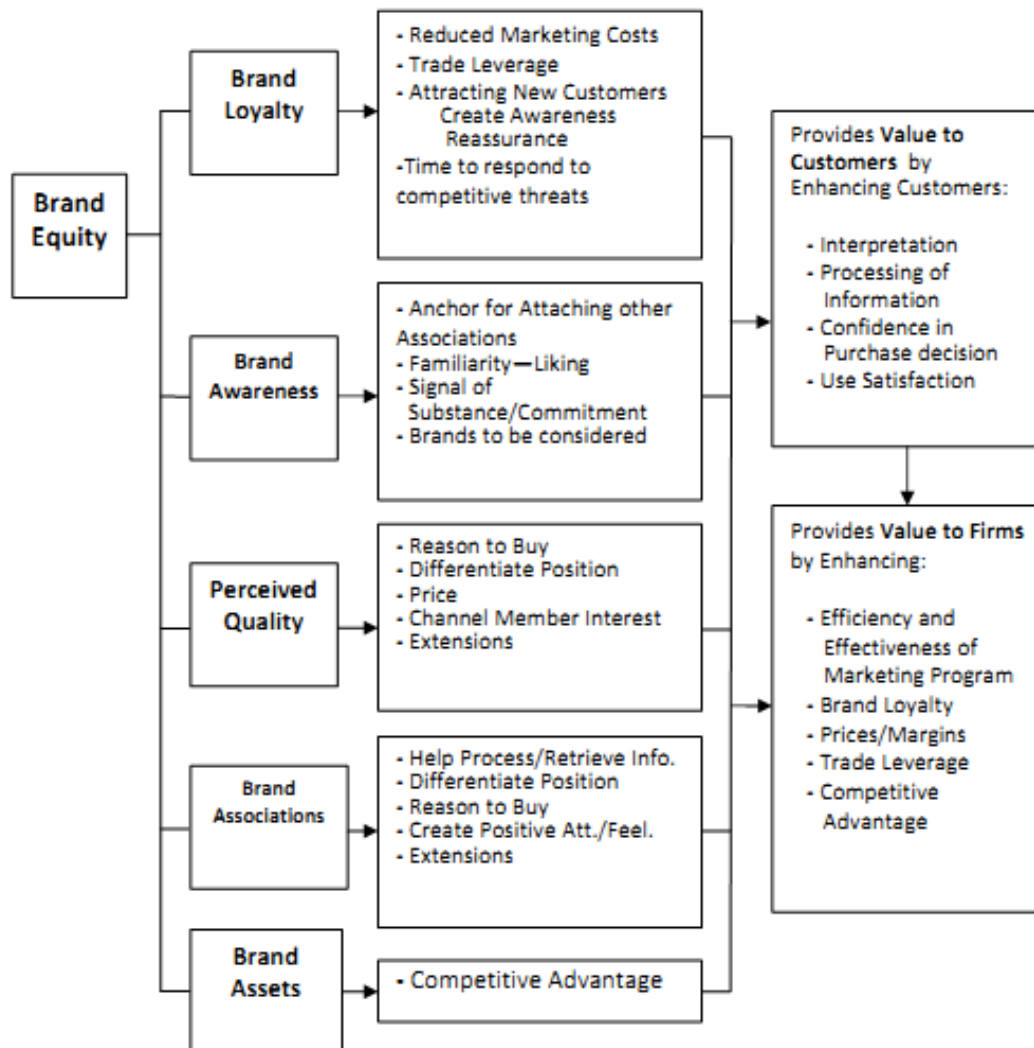 Brand
Equity
Brand
Loyalty
- Reduced Marketing Costs
- Trade Leverage
- Attracting New Customers
Create Awareness
Reassurance
-Time to respond to
competitive threats
Brand
Awareness
- Anchor for Attaching other
Associations
- Familiarity—Liking
- Signal of
Substance/Commitment
- Brands to be considered
Perceived
Quality
- Reason to Buy
- Differentiate Position
- Price
- Channel Member Interest
- Extensions
Brand
Associations
- Help Process/Retrieve Info.
- Differentiate Position
- Reason to Buy
- Create Positive Att./Feel.
- Extensions
Brand
Assets
- Competitive Advantage
Provides Value to
Customers by
Enhancing Customers:
- Interpretation
- Processing of
Information
- Confidence in
Purchase decision
- Use Satisfaction
Provides Value to Firms
by Enhancing:
- Efficiency and
Effectiveness of
Marketing Program
- Brand Loyalty
- Prices/Margins
- Trade Leverage
- Competitive
Advantage